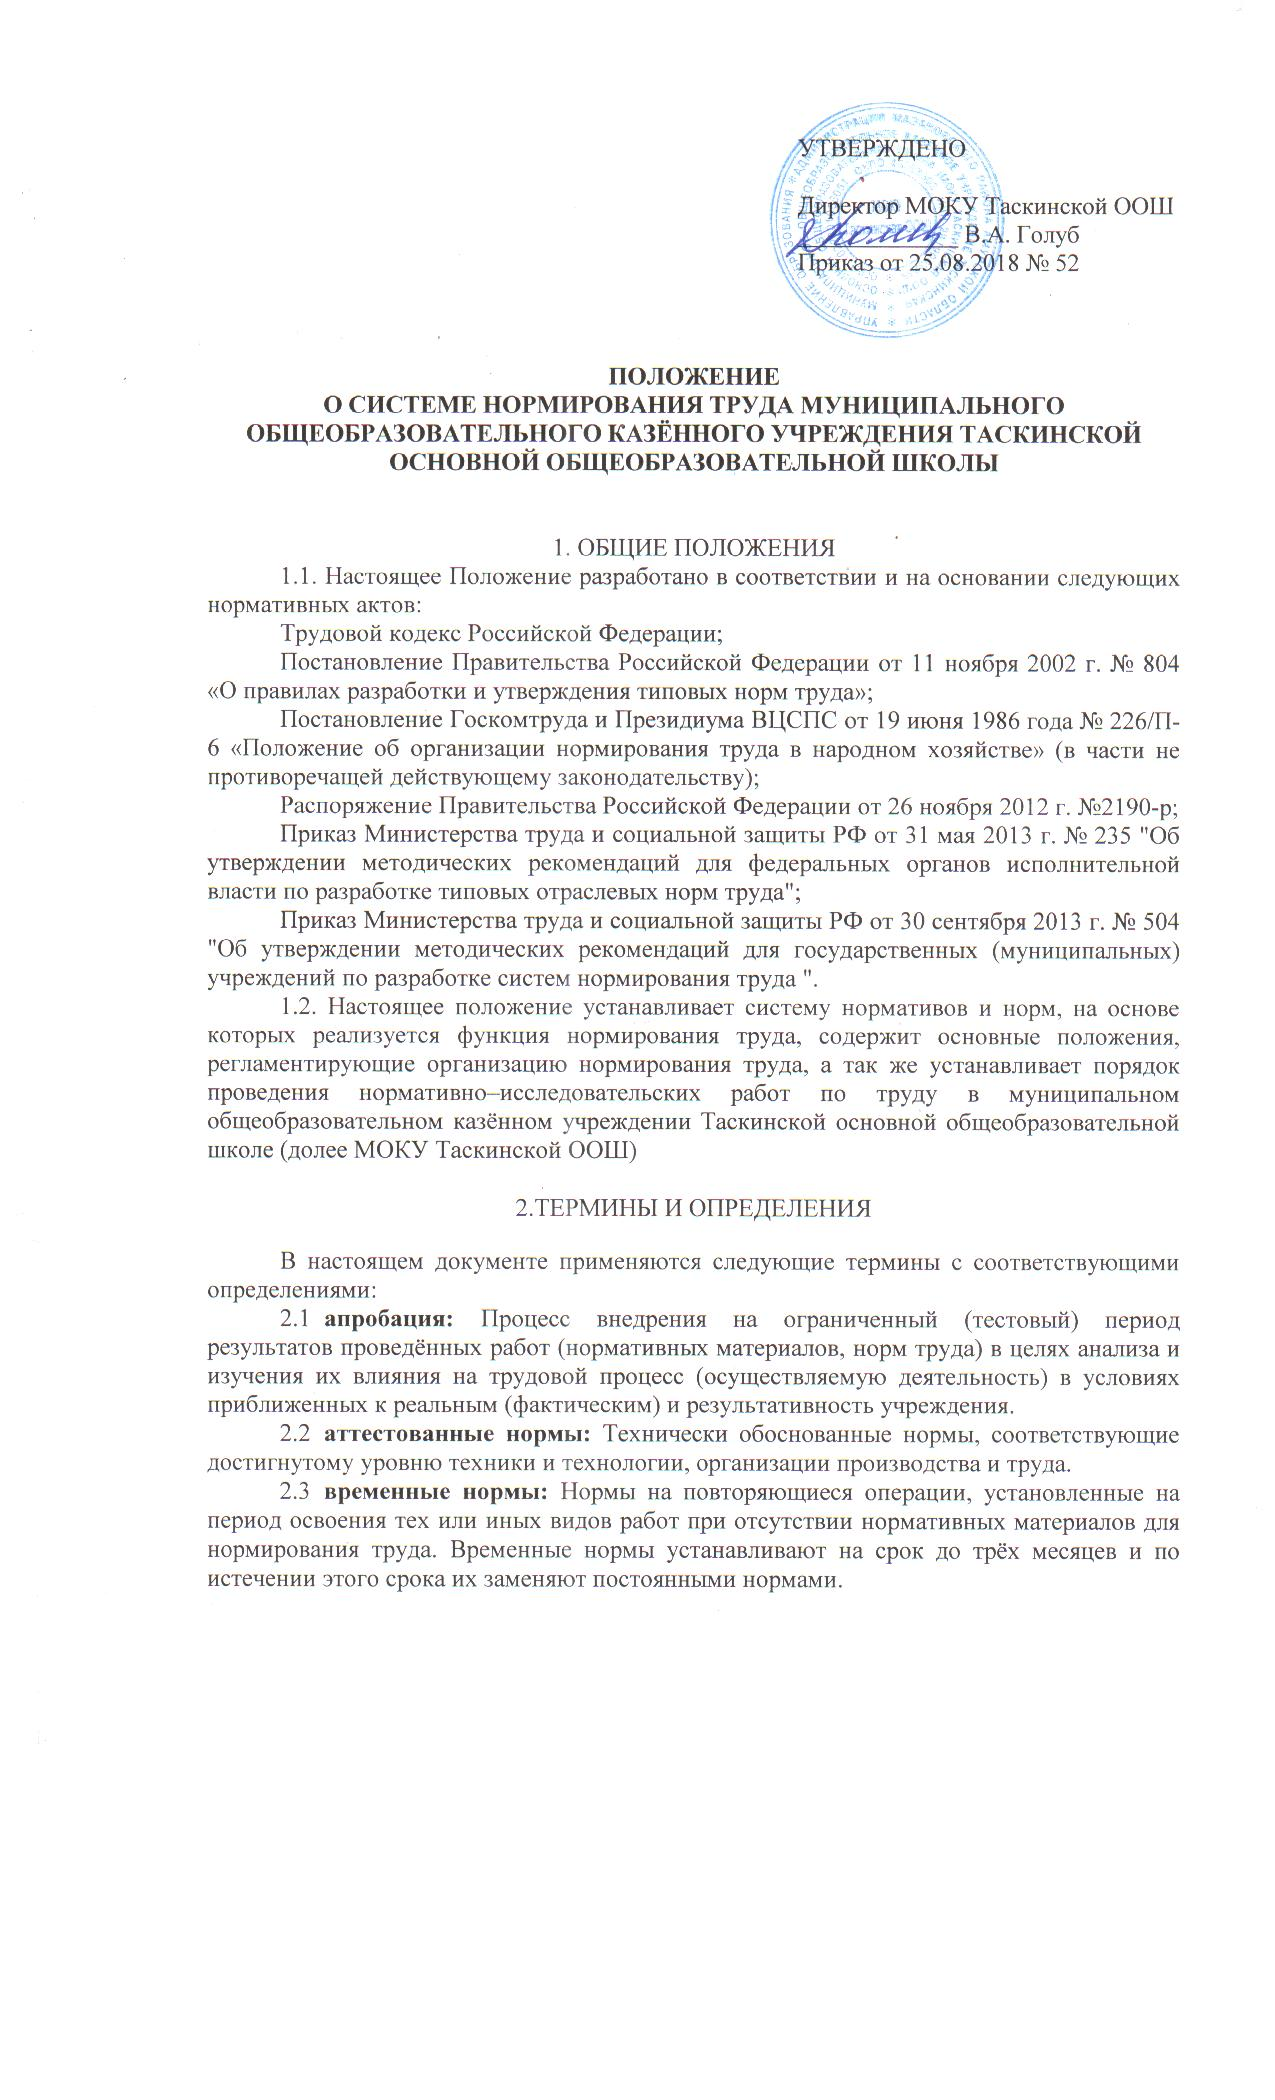 УТВЕРЖДЕНО
Директор МОКУ Таскинской ООШ
В.А. Голуб
Приказ от 25.08.2018 № 52
ПОЛОЖЕНИЕ
О СИСТЕМЕ НОРМИРОВАНИЯ ТРУДА МУНИЦИПАЛЬНОГО
ОБЩЕОБРАЗОВАТЕЛЬНОГО КАЗЁННОГО УЧРЕЖДЕНИЯ ТАСКИНСКОЙ
ОСНОВНОЙ ОБЩЕОБРАЗОВАТЕЛЬНОЙ ШКОЛЫ
1. ОБЩИЕ ПОЛОЖЕНИЯ
1.1. Настоящее Положение разработано в соответствии и на основании следующих
нормативных актов:
Трудовой кодекс Российской Федерации;
Постановление Правительства Российской Федерации от 11 ноября 2002 г. № 804
«О правилах разработки и утверждения типовых норм труда»;
Постановление Госкомтруда и Президиума ВЦСПС от 19 июня 1986 года № 226/П-
6 «Положение об организации нормирования труда в народном хозяйстве» (в части не
противоречащей действующему законодательству);
Распоряжение Правительства Российской Федерации от 26 ноября 2012 г. №2190-р;
Приказ Министерства труда и социальной защиты РФ от 31 мая 2013 г. № 235 "Об
утверждении методических рекомендаций для федеральных органов исполнительной
власти по разработке типовых отраслевых норм труда";
Приказ Министерства труда и социальной защиты РФ от 30 сентября 2013 г. № 504
"Об утверждении методических рекомендаций для государственных (муниципальных)
учреждений по разработке систем нормирования труда ".
1.2. Настоящее положение устанавливает систему нормативов и норм, на основе
которых реализуется функция нормирования труда, содержит основные положения,
регламентирующие организацию нормирования труда, а так же устанавливает порядок
проведения нормативно–исследовательских работ по труду в муниципальном
общеобразовательном казённом учреждении Таскинской основной общеобразовательной
школе (долее МОКУ Таскинской ООШ)
2.ТЕРМИНЫ И ОПРЕДЕЛЕНИЯ
В настоящем документе применяются следующие термины с соответствующими
определениями:
2.1 апробация: Процесс внедрения на ограниченный (тестовый) период
результатов проведённых работ (нормативных материалов, норм труда) в целях анализа и
изучения их влияния на трудовой процесс (осуществляемую деятельность) в условиях
приближенных к реальным (фактическим) и результативность учреждения.
2.2 аттестованные нормы: Технически обоснованные нормы, соответствующие
достигнутому уровню техники и технологии, организации производства и труда.
2.3 временные нормы: Нормы на повторяющиеся операции, установленные на
период освоения тех или иных видов работ при отсутствии нормативных материалов для
нормирования труда. Временные нормы устанавливают на срок до трёх месяцев и по
истечении этого срока их заменяют постоянными нормами.